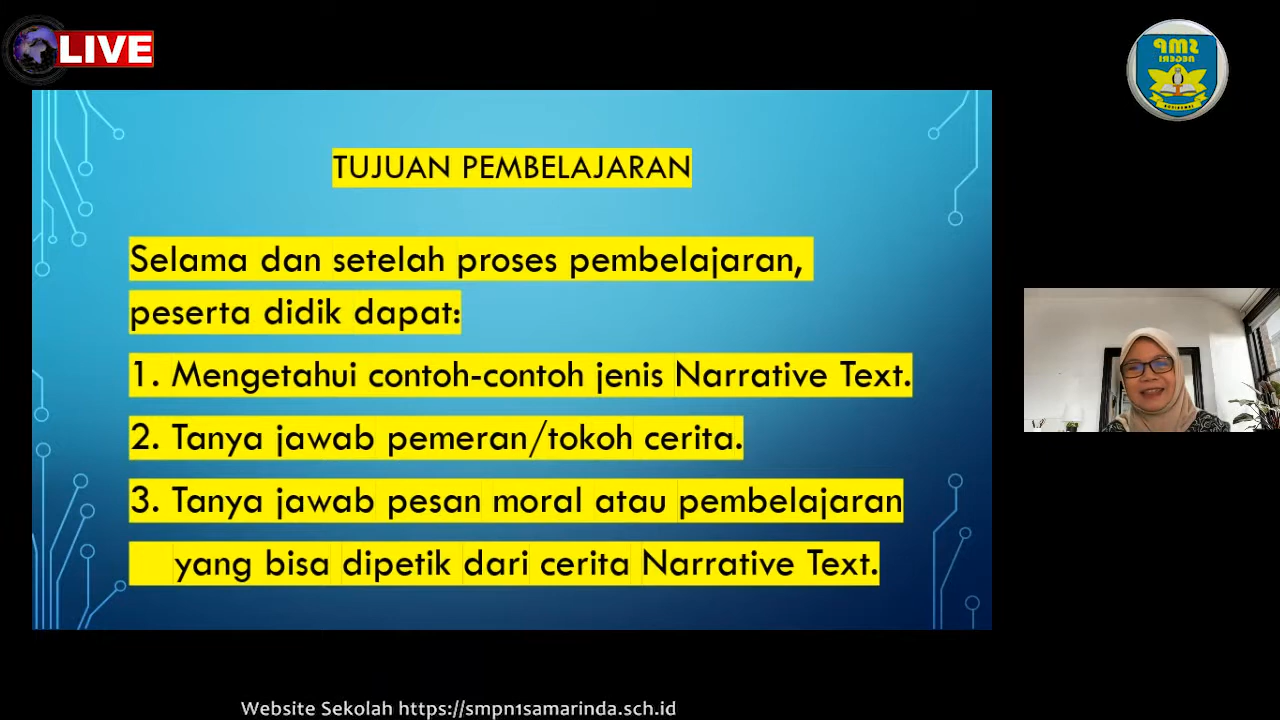 LIVE
SMP
NEGERI
TUJUAN PEMBELAJARAN
Selama dan setelah proses pembelajaran,
peserta didik dapat:
1. Mengetahui contoh-contoh jenis Narrative Text.
2. Tanya jawab pemeran/tokoh cerita.
3. Tanya jawab pesan moral atau pembelajaran
yang bisa dipetik dari cerita Narrative Text.
Website Sekolah https://smpn1samarinda.sch.id